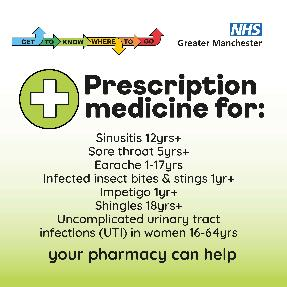 GET TO KNOW WHERE TO GO
NHS
Greater Manchester
Prescription
medicine for:
Sinusitis 12yrs+
Sore throat 5yrs+
Earache 1-17yrs
Infected insect bites & stings 1yr+
Impetigo 1yr+
Shingles 18yrs+
Uncomplicated urinary tract
infections (UTI) in women 16-64yrs
your pharmacy can help